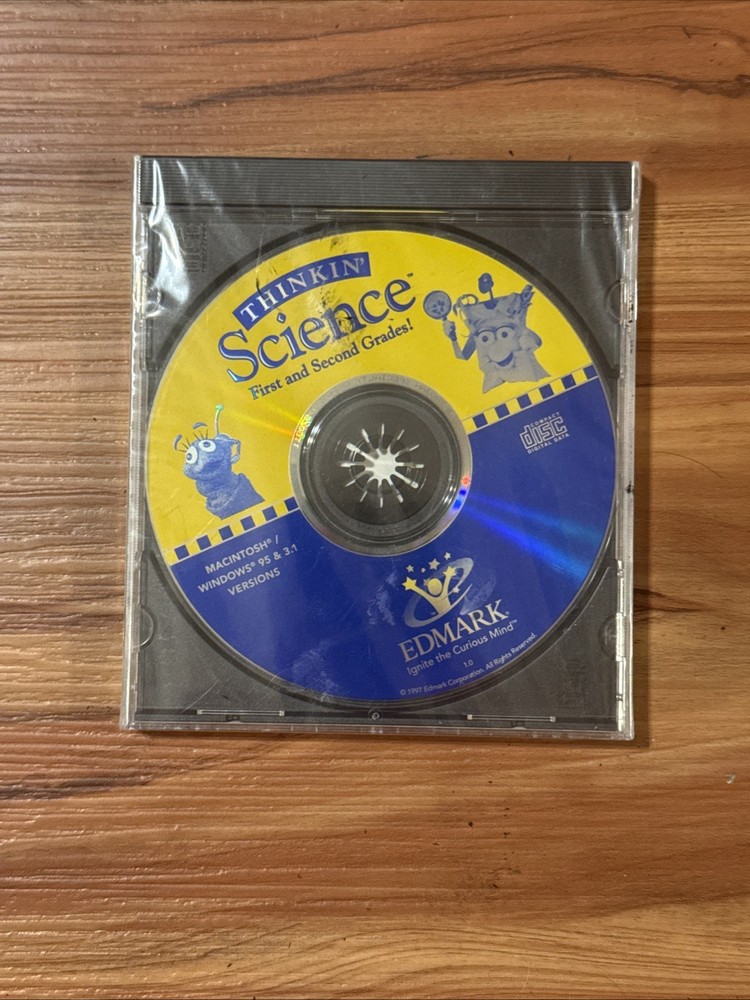 THINKIN'
Science™
First and Second Grades!
COMPACT
disc
DIGITAL DATA
MACINTOSH® /
WINDOWS® 95 & 3.1
VERSIONS
EDMARK®
Ignite the Curious Mind™
1.0
© 1997 Edmark Corporation. All Rights Reserved.